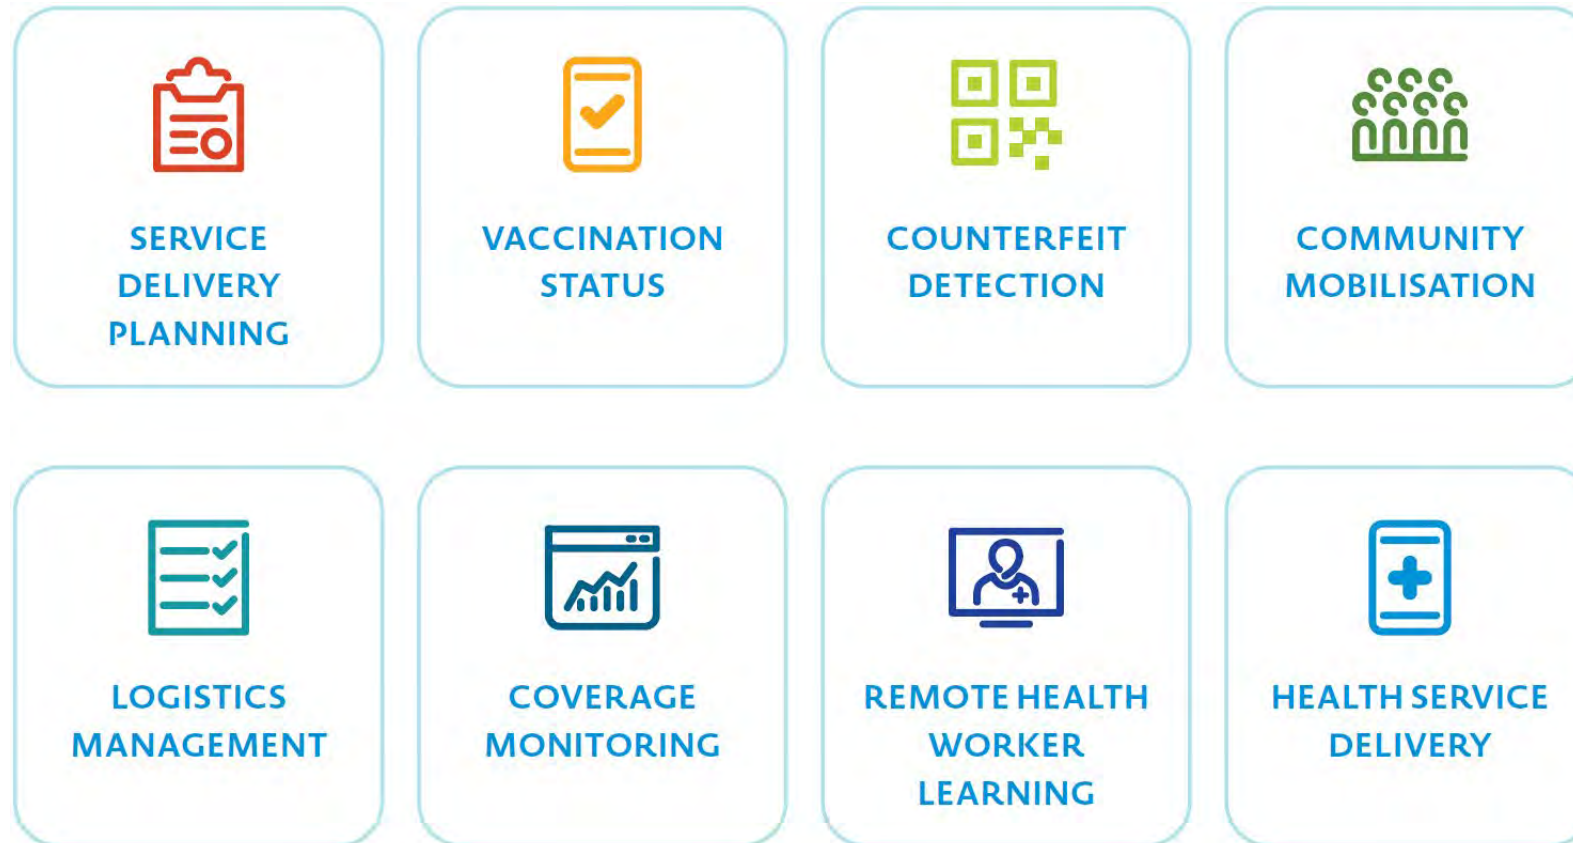 SERVICE
DELIVERY
PLANNING
VACCINATION
STATUS
COUNTERFEIT
DETECTION
COMMUNITY
MOBILISATION
LOGISTICS
MANAGEMENT
COVERAGE
MONITORING
REMOTE HEALTH
WORKER
LEARNING
HEALTH SERVICE
DELIVERY